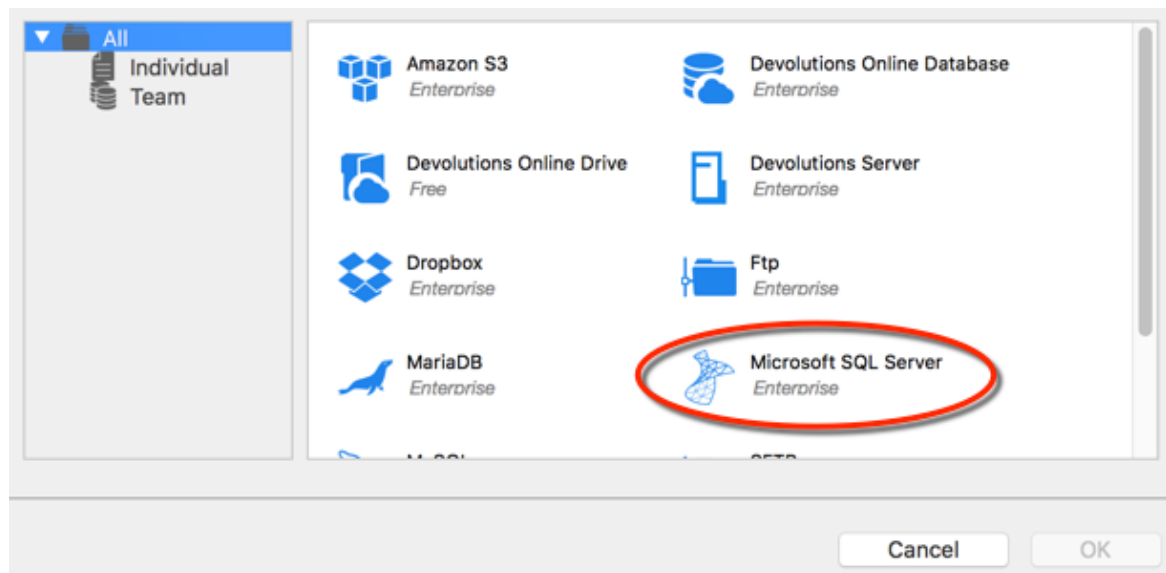 All
Individual
Team
Amazon S3
Enterprise
Devolutions Online Database
Enterprise
Devolutions Online Drive
Free
Devolutions Server
Enterprise
Dropbox
Enterprise
Ftp
Enterprise
MariaDB
Enterprise
Microsoft SQL Server
Enterprise
Cancel
OK